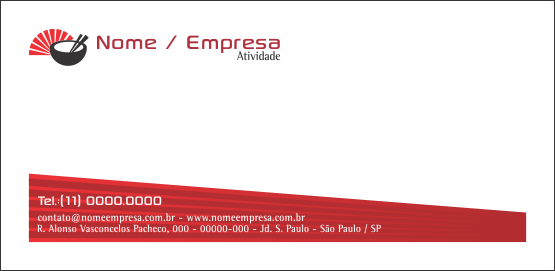 Nome / Empresa
Atividade
Tel.:(11) 0000.0000
contato@nomeempresa.com.br - www.nomeempresa.com.br
R. Alonso Vasconcelos Pacheco, 000 - 00000-000 - Jd. S. Paulo - São Paulo / SP